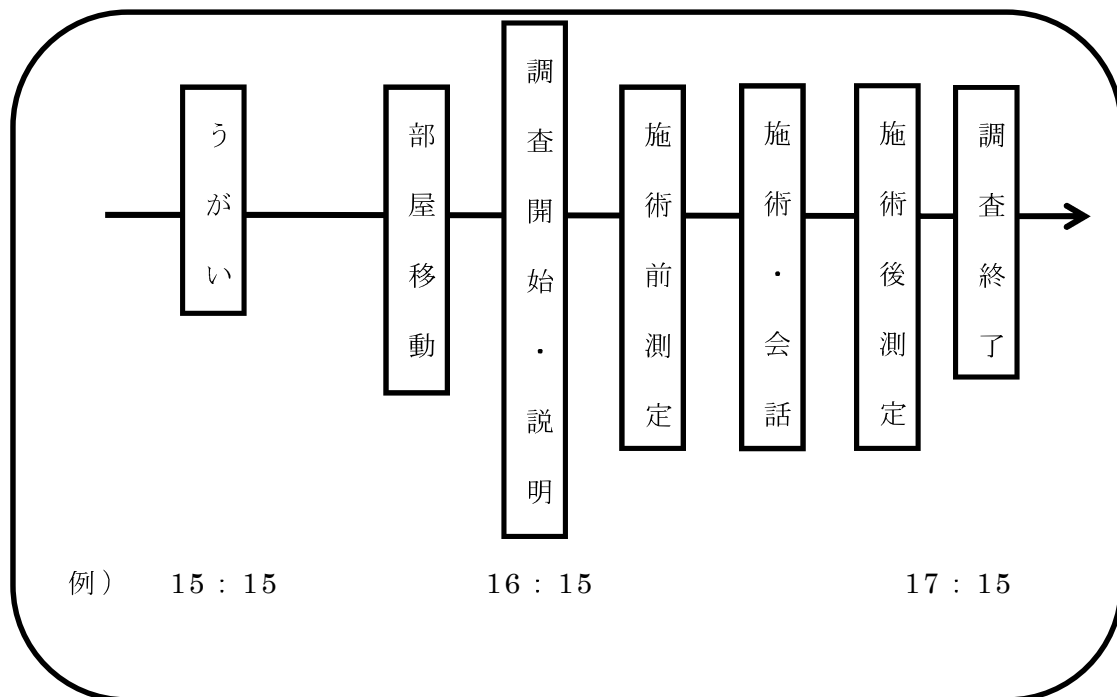 うがい
部屋移動
調査開始・説明
施術前測定
施術・会話
施術後測定
調査終了
例） 15：15 16：15 17：15